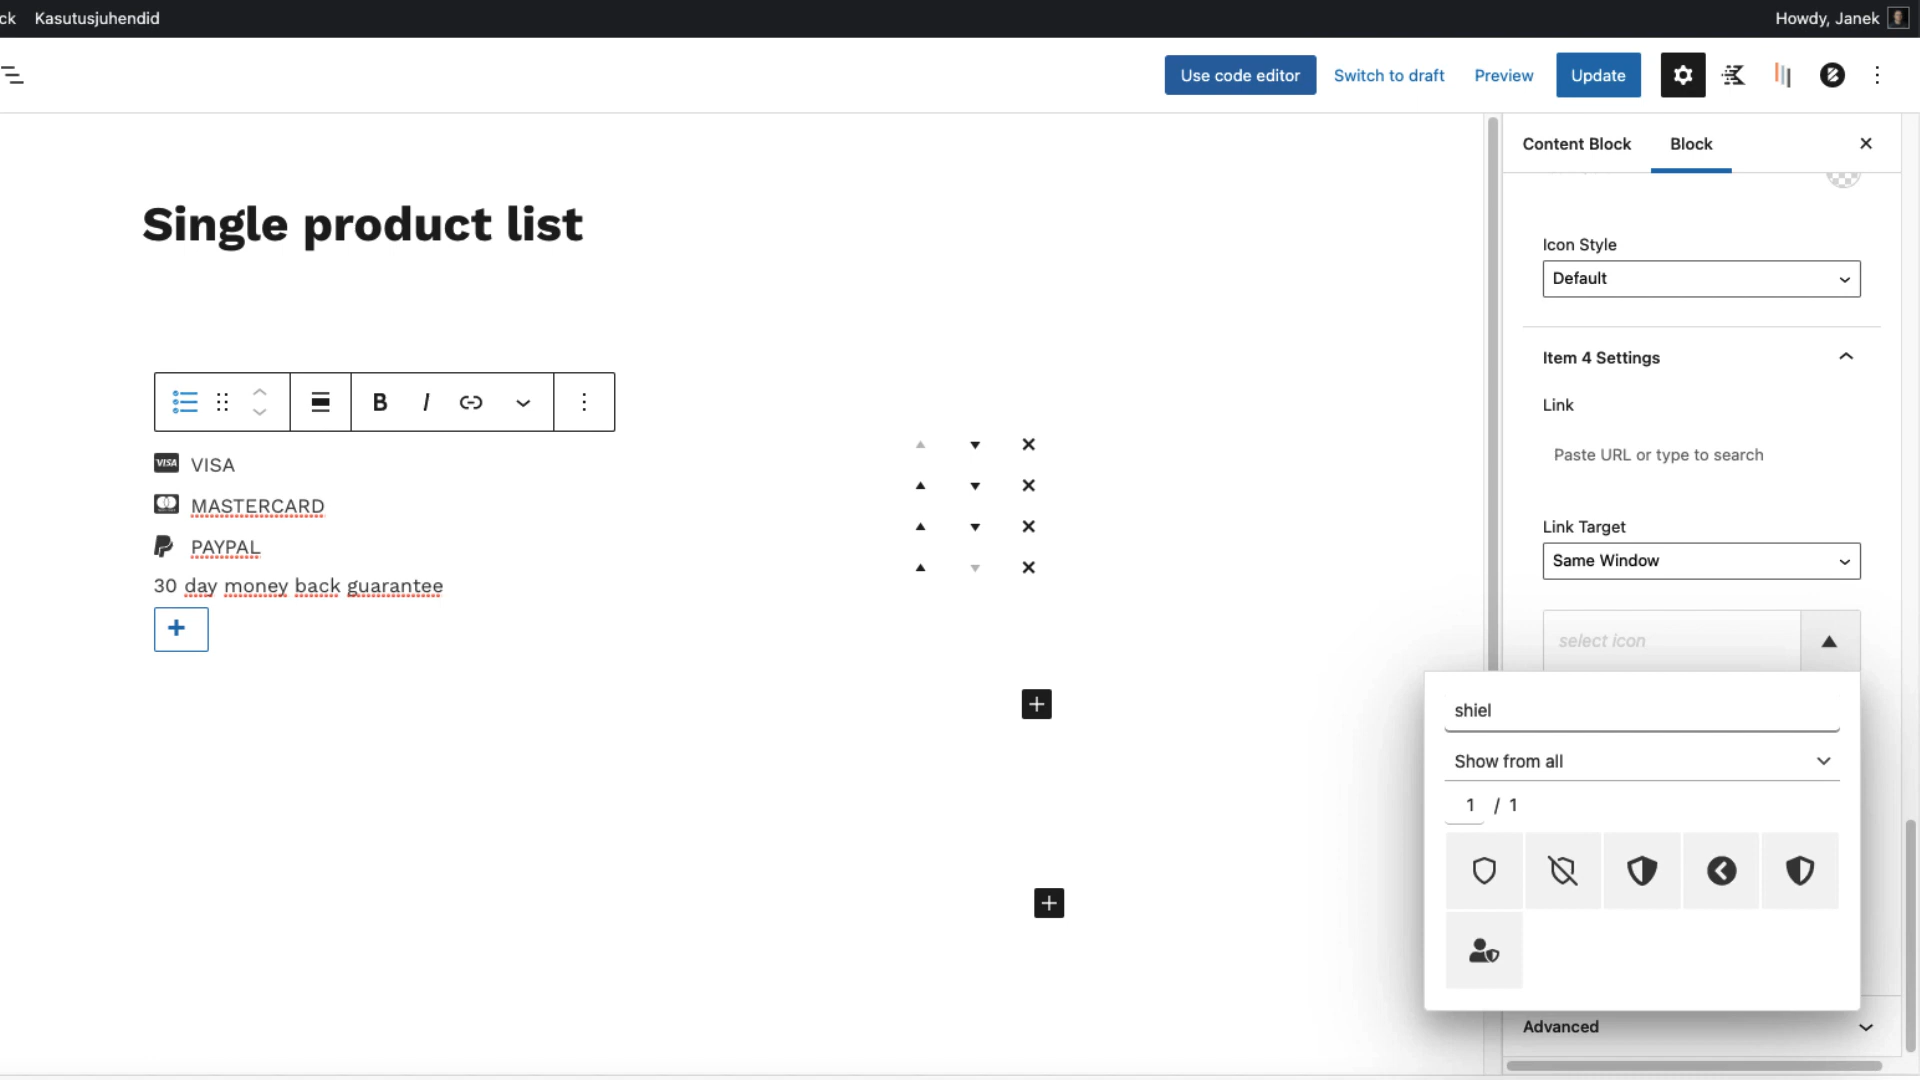 ck Kasutusjuhendid
Howdy, Janek
Use code editor
Switch to draft
Preview
Update
Content Block
Block
Single product list
Icon Style
Default
Item 4 Settings
Link
Paste URL or type to search
Link Target
Same Window
select icon
B I
VISA VISA
MASTERCARD
PAYPAL
30 day money back guarantee
shiel
Show from all
1 / 1
Advanced